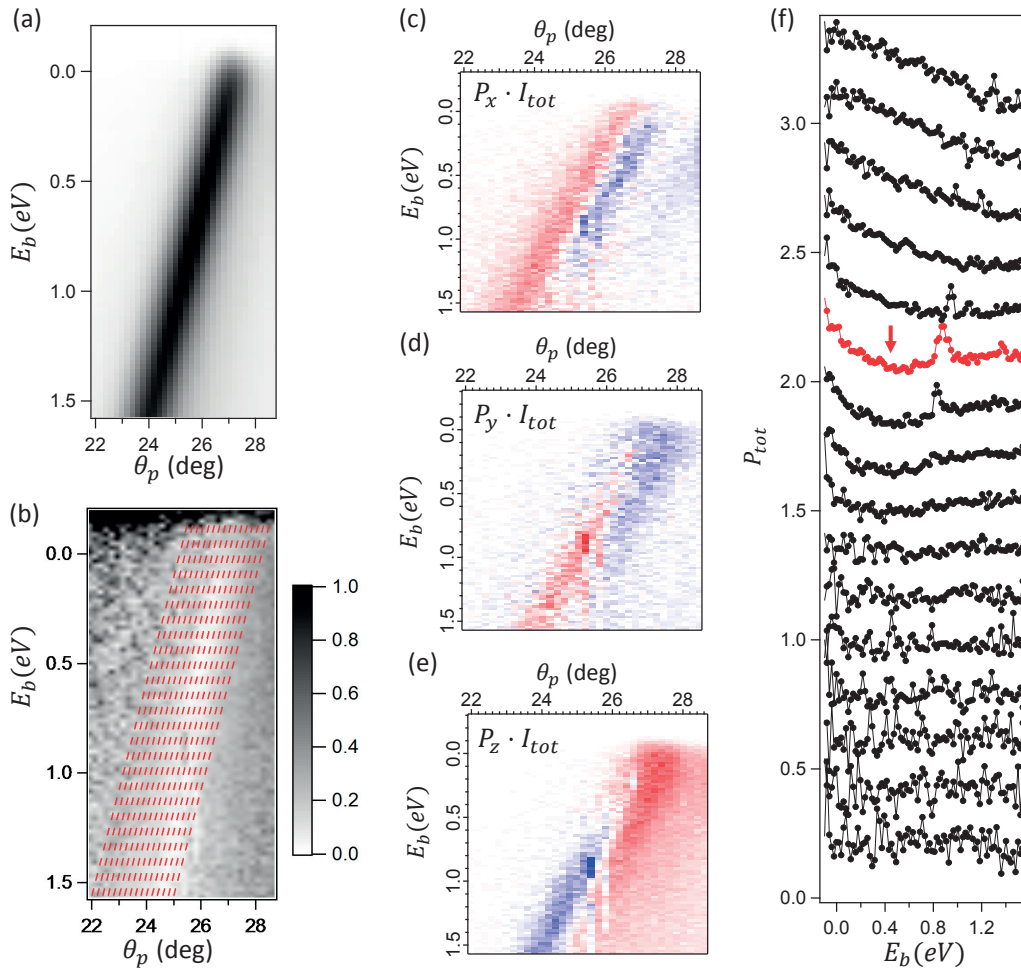 (a)
0.0
0.5
1.0
1.5
E_b(eV)
22 24 26 28
θ_p (deg)
(b)
0.0
0.5
1.0
1.5
E_b(eV)
22 24 26 28
θ_p (deg)
1.0
0.8
0.6
0.4
0.2
0.0
(c)
θ_p (deg)
22 24 26 28
P_x · I_tot
0.0
0.5
1.0
1.5
E_b(eV)
(d)
θ_p (deg)
22 24 26 28
P_y · I_tot
0.0
0.5
1.0
1.5
E_b(eV)
(e)
θ_p (deg)
22 24 26 28
P_z · I_tot
0.0
0.5
1.0
1.5
E_b(eV)
(f)
3.0
2.5
2.0
1.5
1.0
0.5
0.0
P_tot
0.0 0.4 0.8 1.2
E_b(eV)